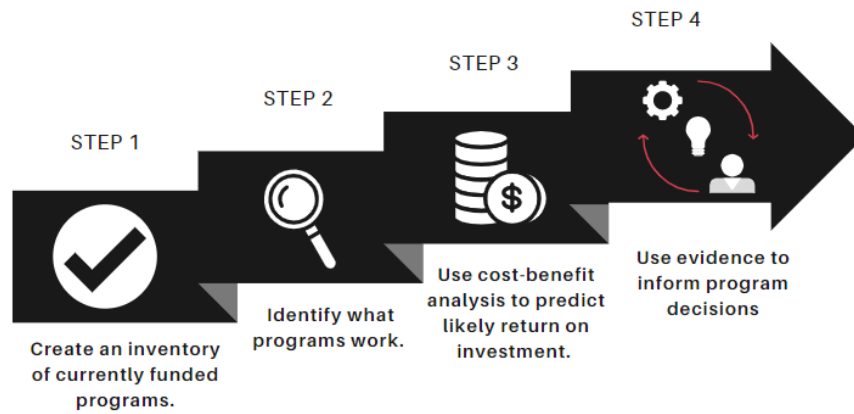 STEP 1
Create an inventory
of currently funded
programs.
STEP 2
Identify what
programs work.
STEP 3
$
Use cost-benefit
analysis to predict
likely return on
investment.
STEP 4
Use evidence to
inform program
decisions